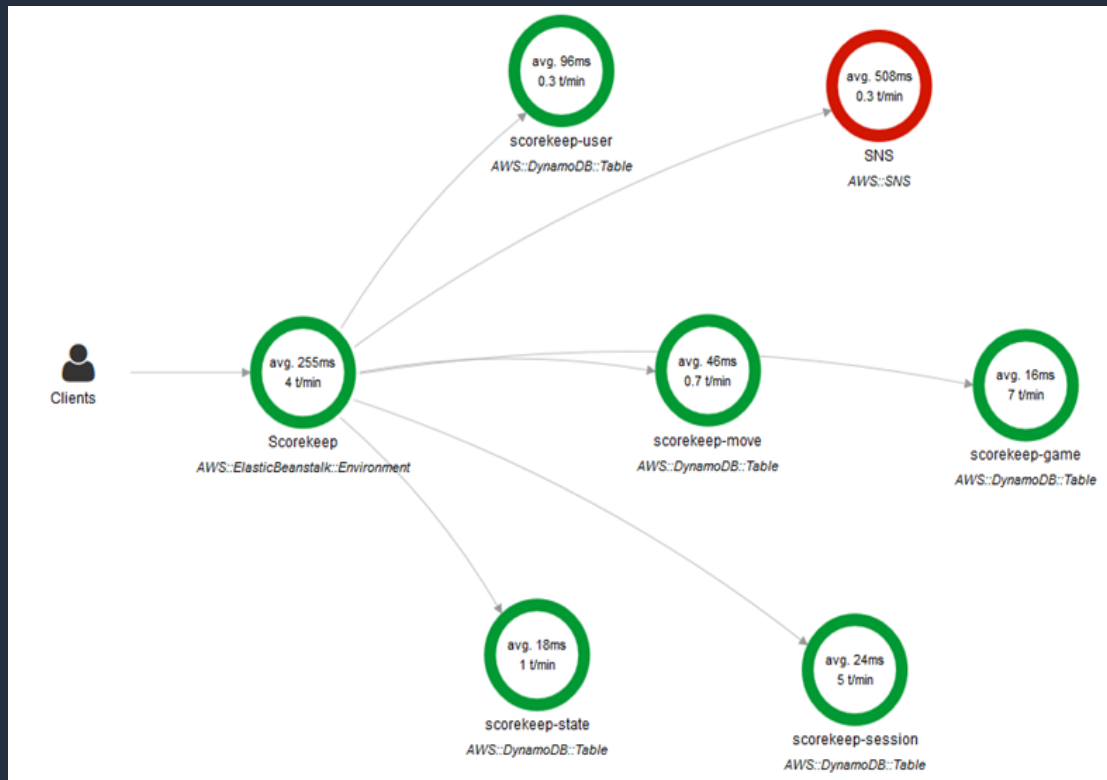 avg. 96ms
0.3 t/min
scorekeep-user
AWS::DynamoDB::Table
avg. 508ms
0.3 t/min
SNS
AWS::SNS
Clients
avg. 255ms
4 t/min
Scorekeep
AWS::ElasticBeanstalk::Environment
avg. 46ms
0.7 t/min
scorekeep-move
AWS::DynamoDB::Table
avg. 16ms
7 t/min
scorekeep-game
AWS::DynamoDB::Table
avg. 18ms
1 t/min
scorekeep-state
AWS::DynamoDB::Table
avg. 24ms
5 t/min
scorekeep-session
AWS::DynamoDB::Table